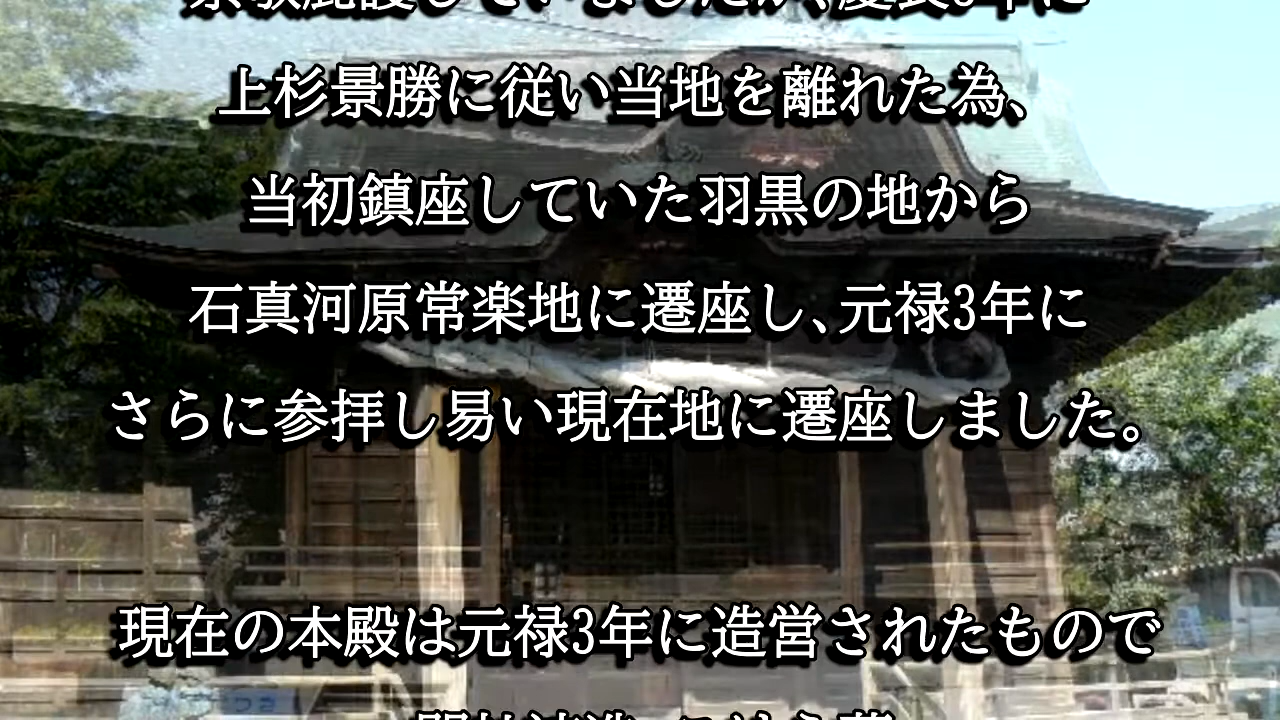 上杉景勝に従い当地を離れた為、
当初鎮座していた羽黒の地から
石真河原常楽地に遷座し、元禄3年に
さらに参拝し易い現在地に遷座しました。
現在の本殿は元禄3年に造営されたもので